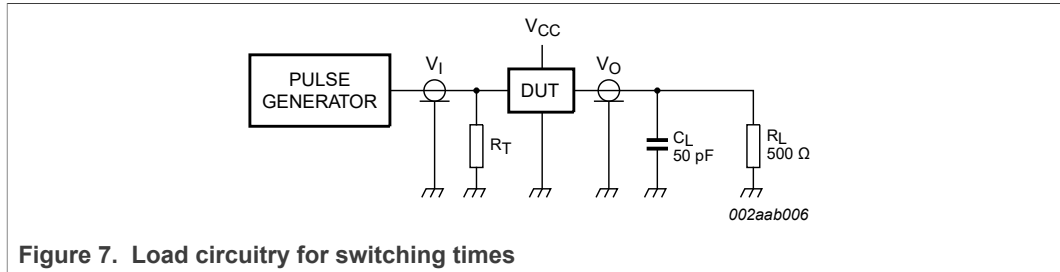 VCC
VI
VO
PULSE
GENERATOR
DUT
RT
CL
50 pF
RL
500 Ω
002aab006
Figure 7. Load circuitry for switching times